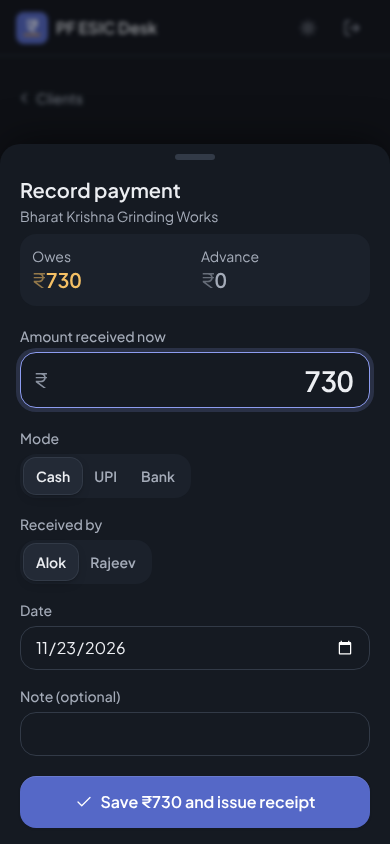 ₹ PF ESIC Desk
Clients
Record payment
Bharat Krishna Grinding Works
Owes Advance
₹730 ₹0
Amount received now
₹ 730
Mode
Cash UPI Bank
Received by
Alok Rajeev
Date
11/23/2026
Note (optional)
Save ₹730 and issue receipt